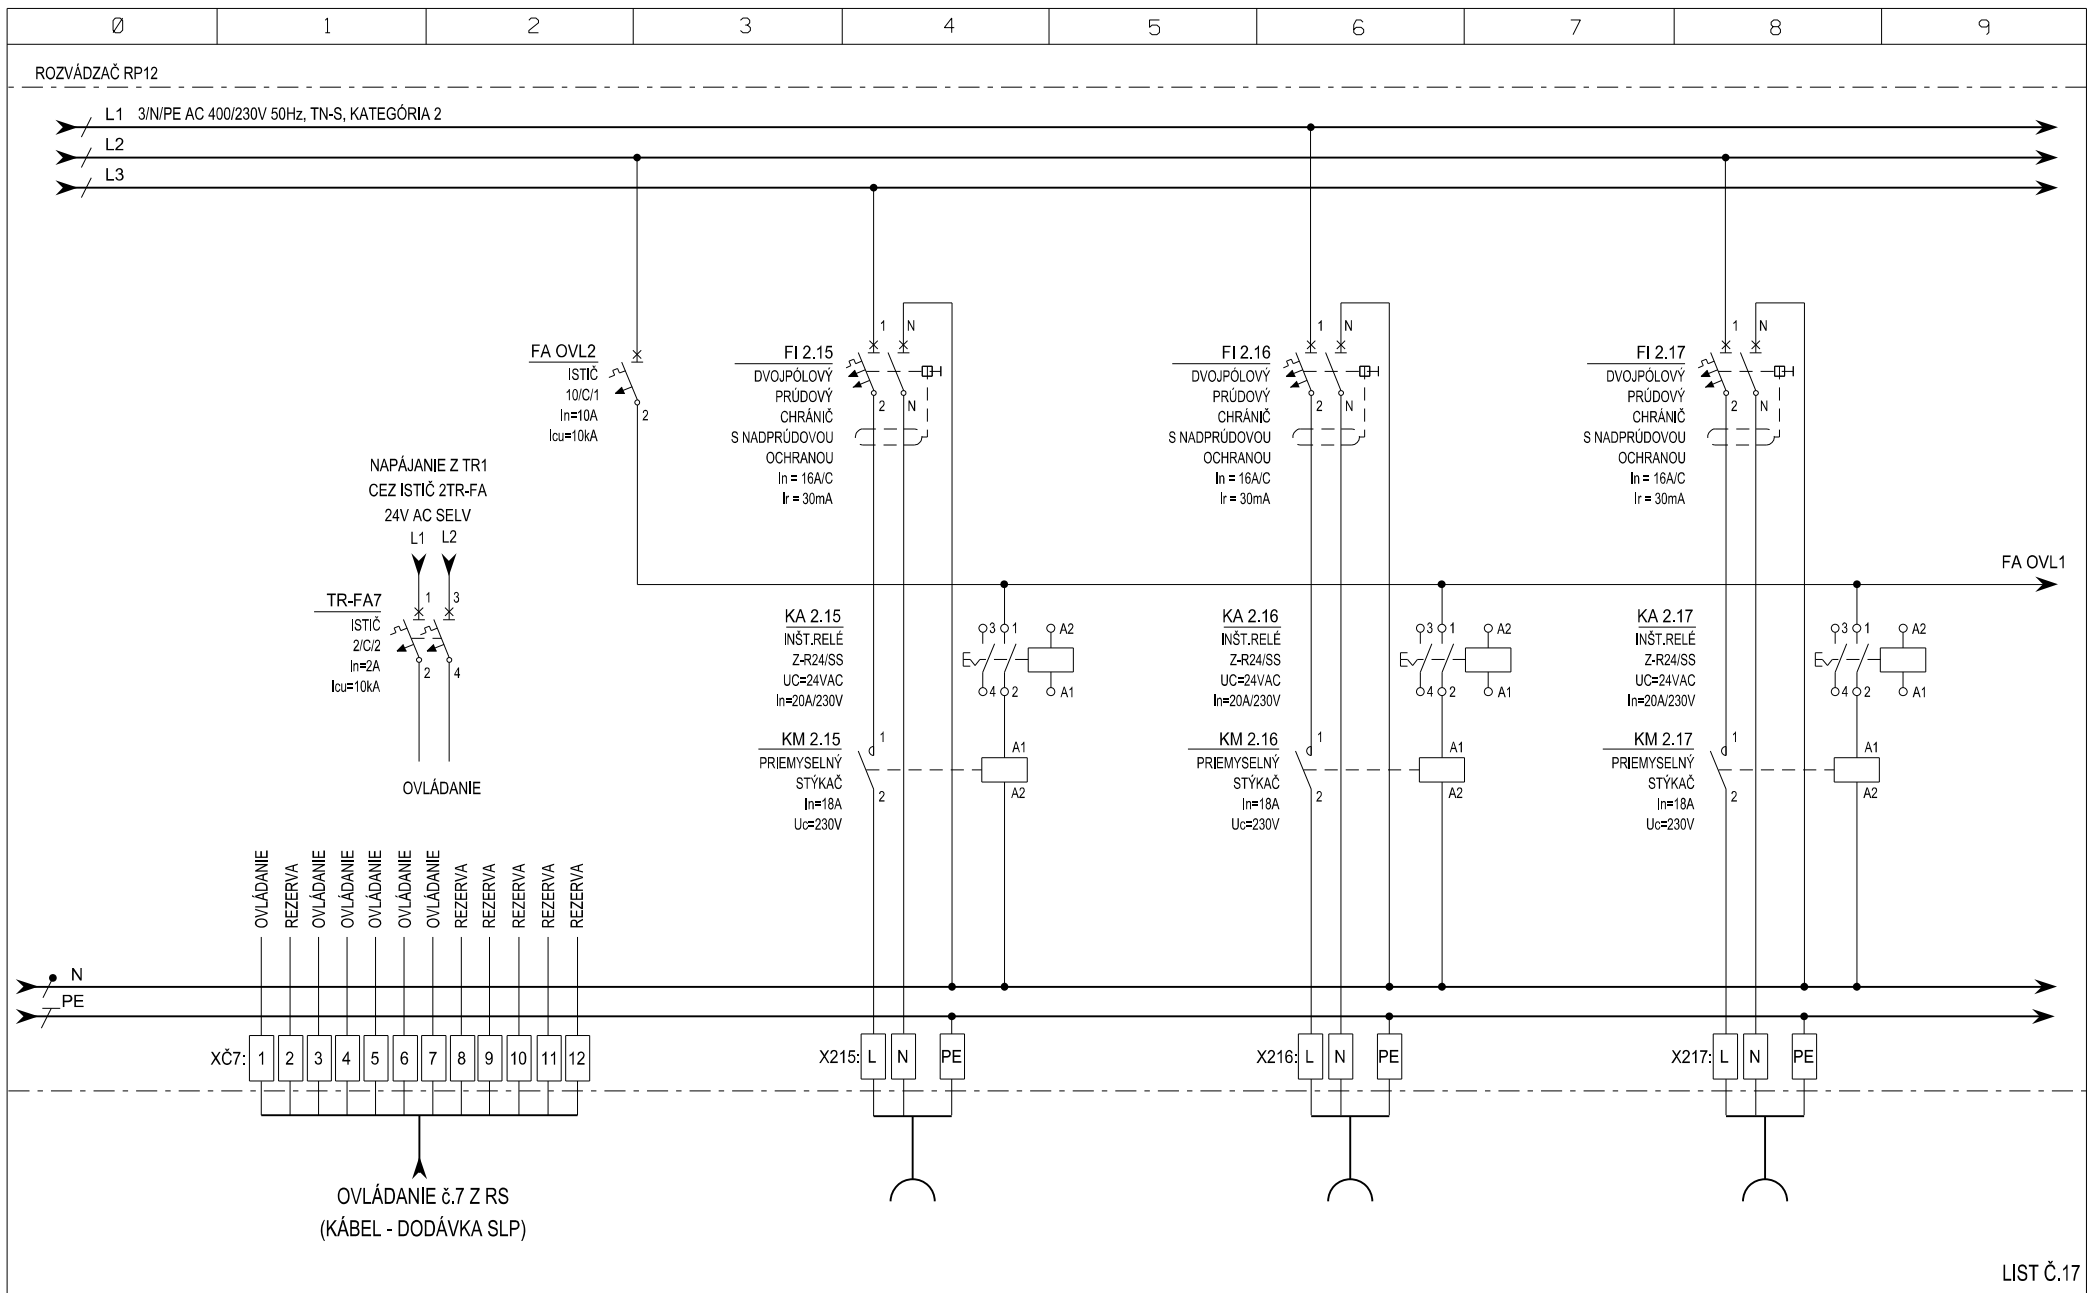 0 1 2 3 4 5 6 7 8 9
ROZVÁDZAČ RP12
L1 3/N/PE AC 400/230V 50Hz, TN-S, KATEGÓRIA 2
L2
L3
FA OVL2
ISTIČ
10/C/1
In=10A
Icu=10kA
2
FI 2.15
DVOJPÓLOVÝ
PRÚDOVÝ
CHRÁNIČ
S NADPRÚDOVOU
OCHRANOU
In = 16A/C
Ir = 30mA
1 N
2 N
FI 2.16
DVOJPÓLOVÝ
PRÚDOVÝ
CHRÁNIČ
S NADPRÚDOVOU
OCHRANOU
In = 16A/C
Ir = 30mA
1 N
2 N
FI 2.17
DVOJPÓLOVÝ
PRÚDOVÝ
CHRÁNIČ
S NADPRÚDOVOU
OCHRANOU
In = 16A/C
Ir = 30mA
1 N
2 N
NAPÁJANIE Z TR1
CEZ ISTIČ 2TR-FA
24V AC SELV
L1 L2
TR-FA7
ISTIČ
2/C/2
In=2A
Icu=10kA
1 3
2 4
OVLÁDANIE
FA OVL1
KA 2.15
INŠT.RELÉ
Z-R24/SS
UC=24VAC
In=20A/230V
3 1 A2
4 2 A1
KA 2.16
INŠT.RELÉ
Z-R24/SS
UC=24VAC
In=20A/230V
3 1 A2
4 2 A1
KA 2.17
INŠT.RELÉ
Z-R24/SS
UC=24VAC
In=20A/230V
3 1 A2
4 2 A1
KM 2.15
PRIEMYSELNÝ
STÝKAČ
In=18A
Uc=230V
1 A1
2 A2
KM 2.16
PRIEMYSELNÝ
STÝKAČ
In=18A
Uc=230V
1 A1
2 A2
KM 2.17
PRIEMYSELNÝ
STÝKAČ
In=18A
Uc=230V
1 A1
2 A2
OVLÁDANIE
REZERVA
OVLÁDANIE
OVLÁDANIE
OVLÁDANIE
OVLÁDANIE
OVLÁDANIE
REZERVA
REZERVA
REZERVA
REZERVA
REZERVA
N
PE
XČ7: 1 2 3 4 5 6 7 8 9 10 11 12
X215: L N PE
X216: L N PE
X217: L N PE
OVLÁDANIE č.7 Z RS
(KÁBEL - DODÁVKA SLP)
LIST Č.17